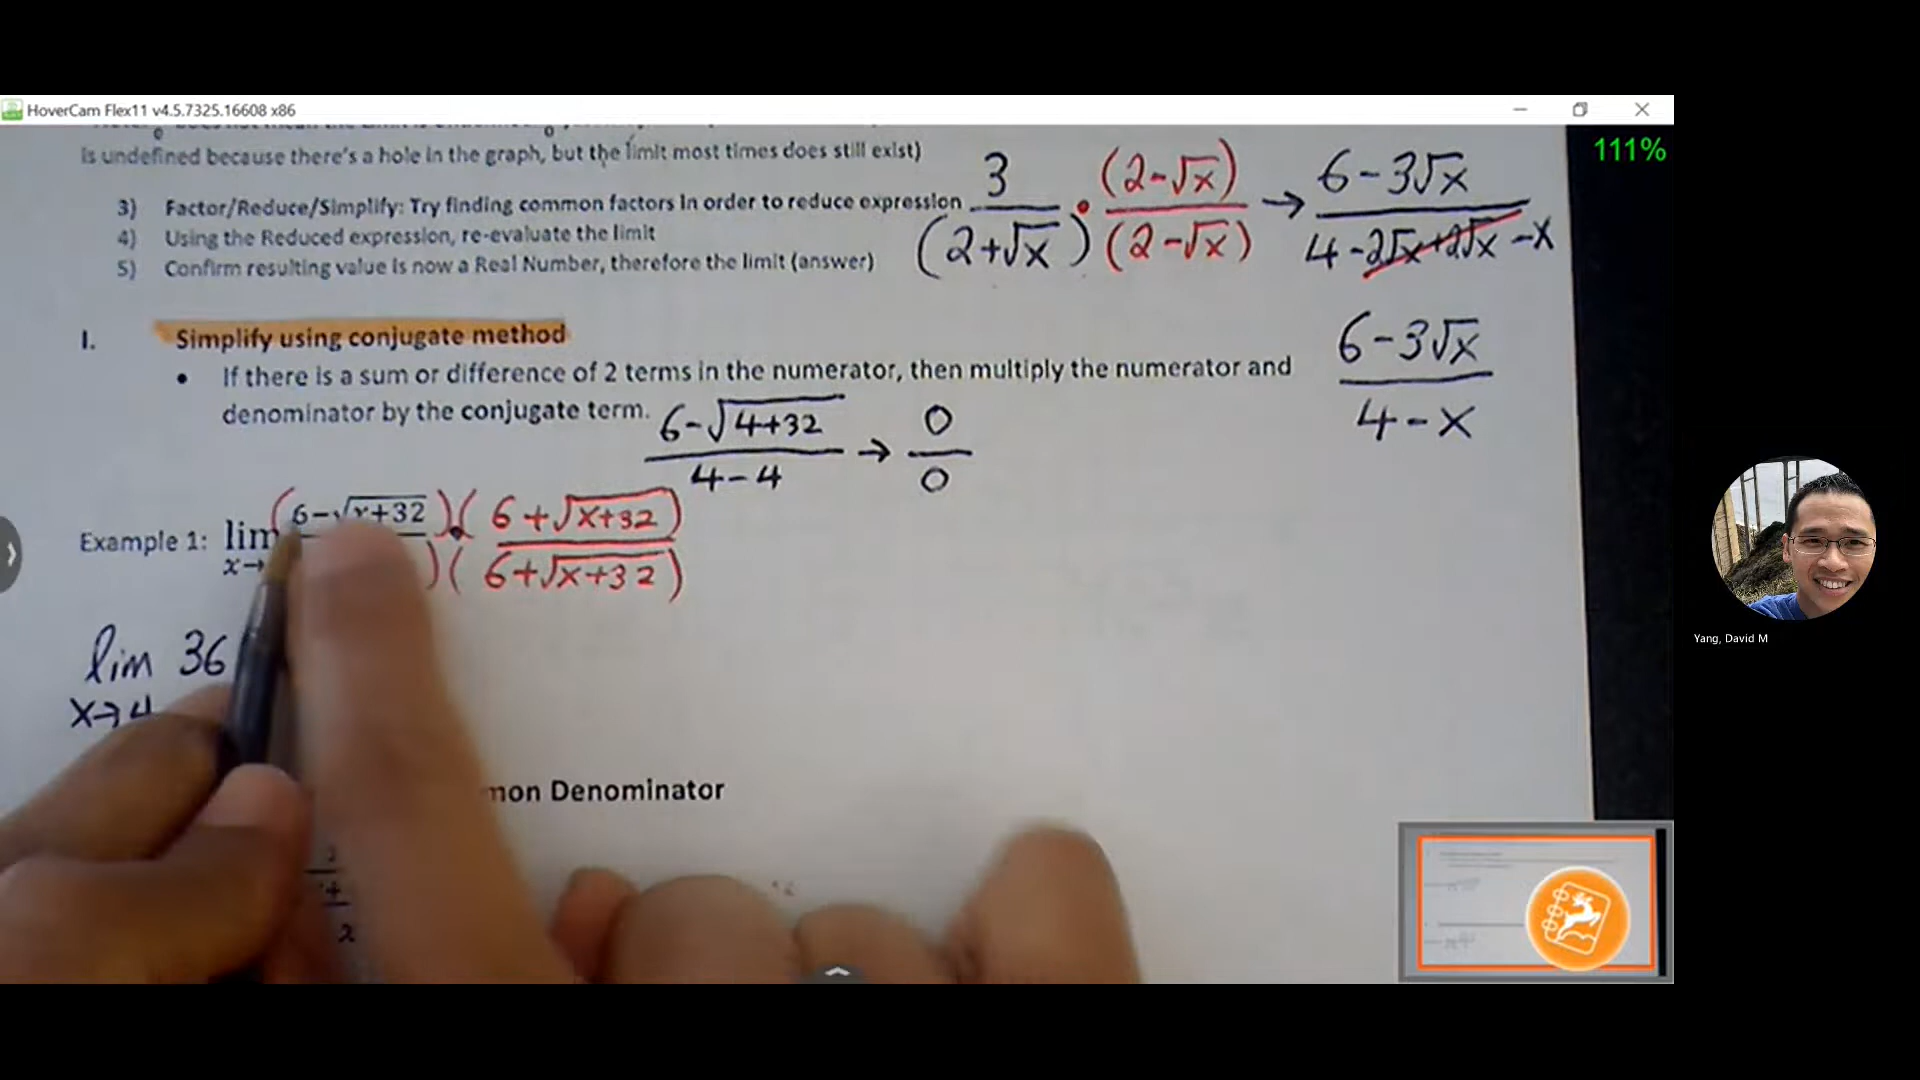 HoverCam Flex11 v4.5.7325.16608 x86
111%
is undefined because there's a hole in the graph, but the limit most times does still exist)
3) Factor/Reduce/Simplify: Try finding common factors in order to reduce expression
4) Using the Reduced expression, re-evaluate the limit
5) Confirm resulting value is now a Real Number, therefore the limit (answer)
3 (2-√x) → 6-3√x
(2+√x) • (2-√x) 4-2√x+2√x-x
6-3√x
4-x
I. Simplify using conjugate method
• If there is a sum or difference of 2 terms in the numerator, then multiply the numerator and
denominator by the conjugate term.
6-√4+32 → 0
4-4 0
Example 1: lim (6-√x+32)•(6+√x+32)
x→ )(6+√x+32)
lim 36
x→4
Denominator
Yang, David M